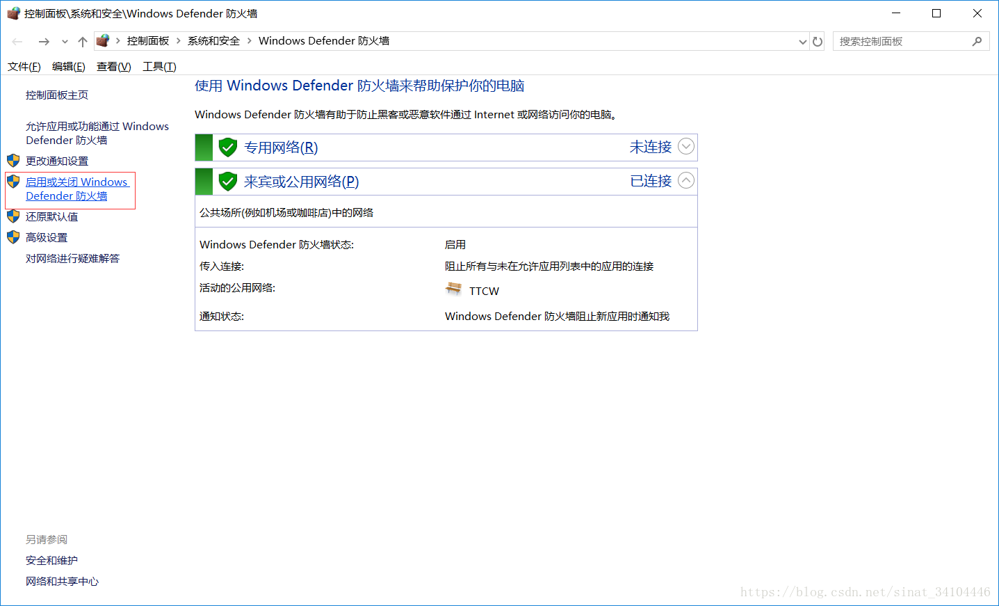 控制面板\系统和安全\Windows Defender 防火墙
控制面板 > 系统和安全 > Windows Defender 防火墙
搜索控制面板
文件(F) 编辑(E) 查看(V) 工具(T)
控制面板主页
允许应用或功能通过 Windows
Defender 防火墙
更改通知设置
启用或关闭 Windows
Defender 防火墙
还原默认值
高级设置
对网络进行疑难解答
使用 Windows Defender 防火墙来帮助保护你的电脑
Windows Defender 防火墙有助于防止黑客或恶意软件通过 Internet 或网络访问你的电脑。
专用网络(R) 未连接
来宾或公用网络(P) 已连接
公共场所(例如机场或咖啡店)中的网络
Windows Defender 防火墙状态: 启用
传入连接: 阻止所有与未在允许应用列表中的应用的连接
活动的公用网络: TTCW
通知状态: Windows Defender 防火墙阻止新应用时通知我
另请参阅
安全和维护
网络和共享中心
https://blog.csdn.net/sinat_34104446